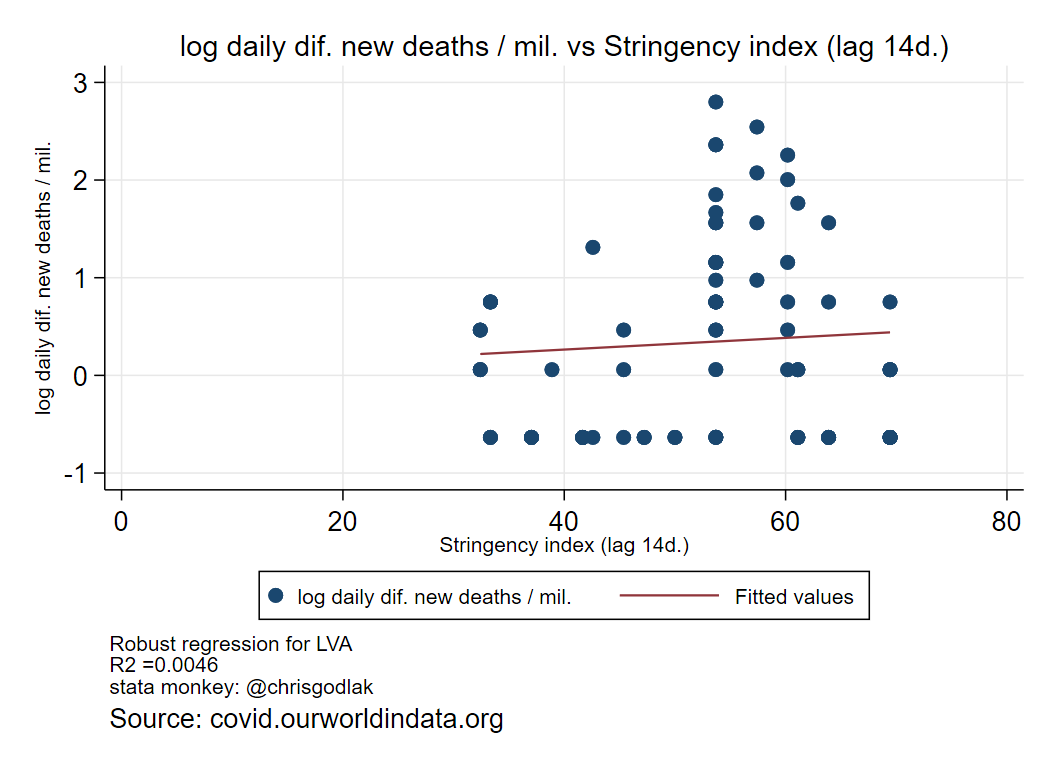 log daily dif. new deaths / mil. vs Stringency index (lag 14d.)
log daily dif. new deaths / mil.
3
2
1
0
-1
0 20 40 60 80
Stringency index (lag 14d.)
log daily dif. new deaths / mil. Fitted values
Robust regression for LVA
R2 =0.0046
stata monkey: @chrisgodlak
Source: covid.ourworldindata.org